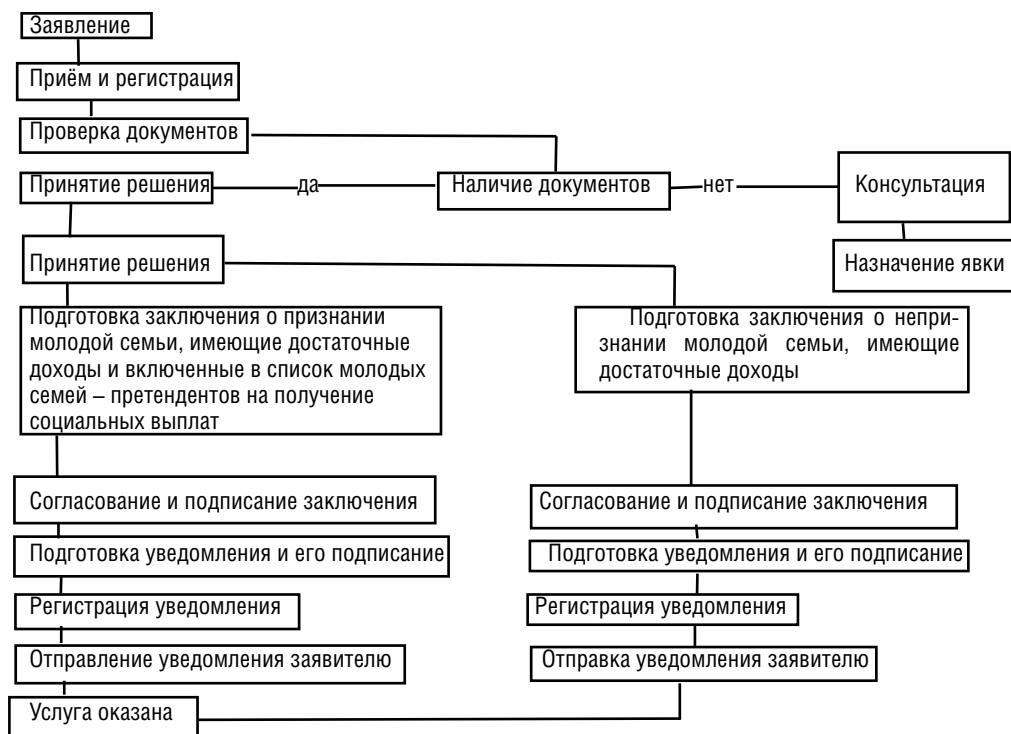 Заявление
Приём и регистрация
Проверка документов
Принятие решения
да
Наличие документов
нет
Консультация
Принятие решения
Назначение явки
Подготовка заключения о признании
молодой семьи, имеющие достаточные
доходы и включенные в список молодых
семей – претендентов на получение
социальных выплат
Подготовка заключения о непри-
знании молодой семьи, имеющие
достаточные доходы
Согласование и подписание заключения
Согласование и подписание заключения
Подготовка уведомления и его подписание
Подготовка уведомления и его подписание
Регистрация уведомления
Регистрация уведомления
Отправление уведомления заявителю
Отправка уведомления заявителю
Услуга оказана